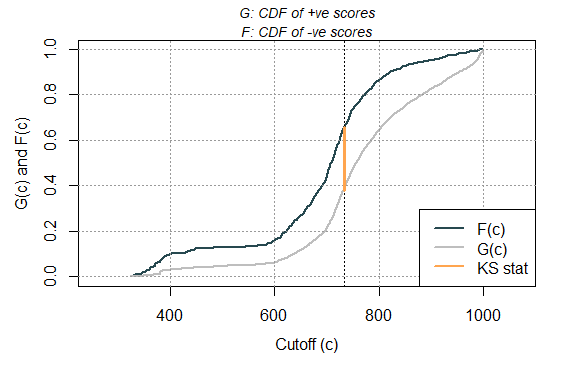 G: CDF of +ve scores
F: CDF of -ve scores
G(c) and F(c)
1.0
0.8
0.6
0.4
0.2
0.0
400
600
800
1000
Cutoff (c)
F(c)
G(c)
KS stat